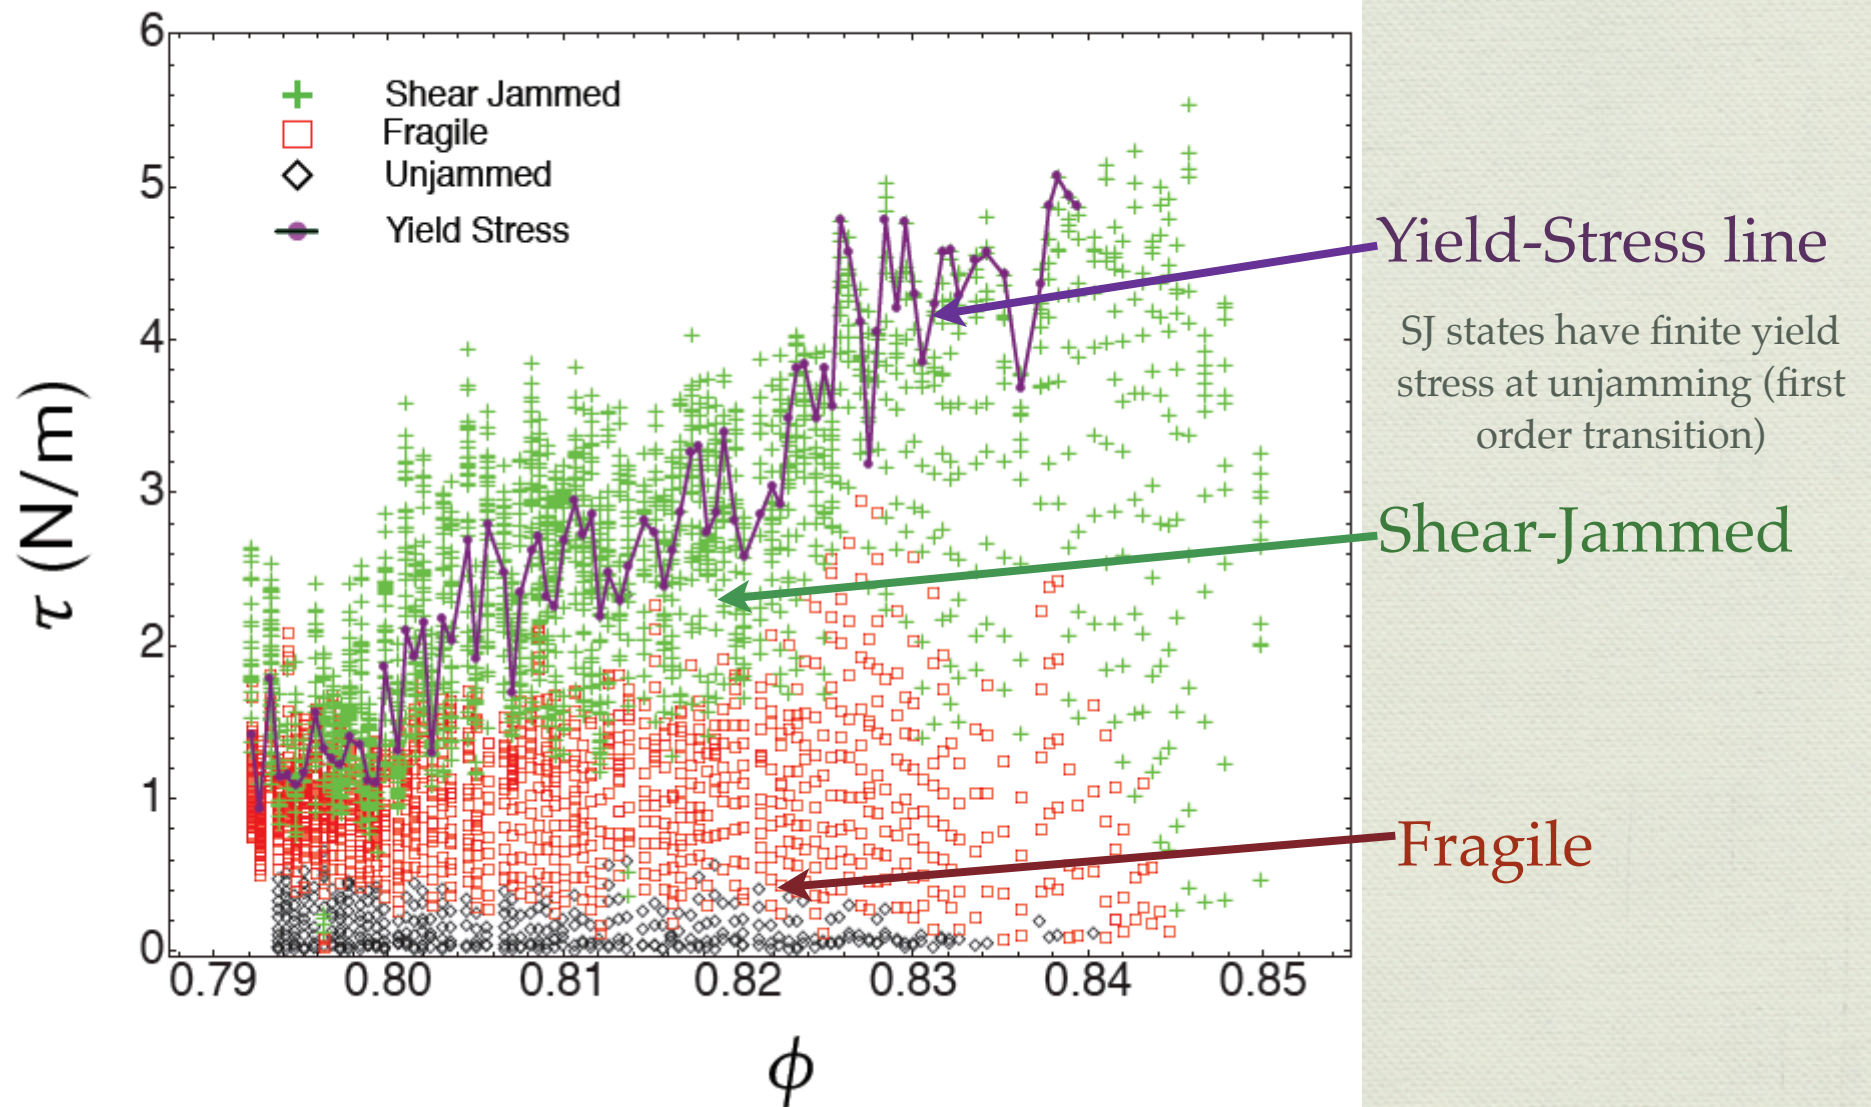 6
5
4
3
2
1
0
τ (N/m)
Shear Jammed
Fragile
Unjammed
Yield Stress
0.79 0.80 0.81 0.82 0.83 0.84 0.85
ϕ
Yield-Stress line
SJ states have finite yield
stress at unjamming (first
order transition)
Shear-Jammed
Fragile